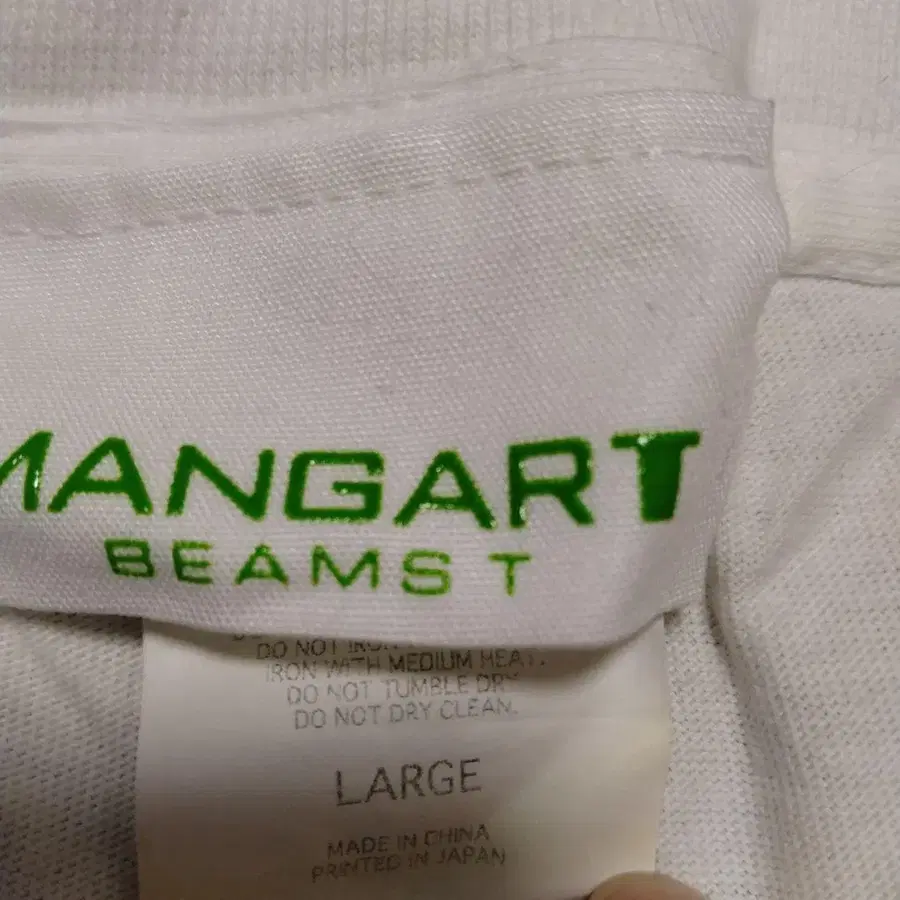 MANGART
BEAMS T
DO NOT
IRON WITH MEDIUM HEAT.
DO NOT TUMBLE DRY
DO NOT DRY CLEAN.
LARGE
MADE IN CHINA
PRINTED IN JAPAN